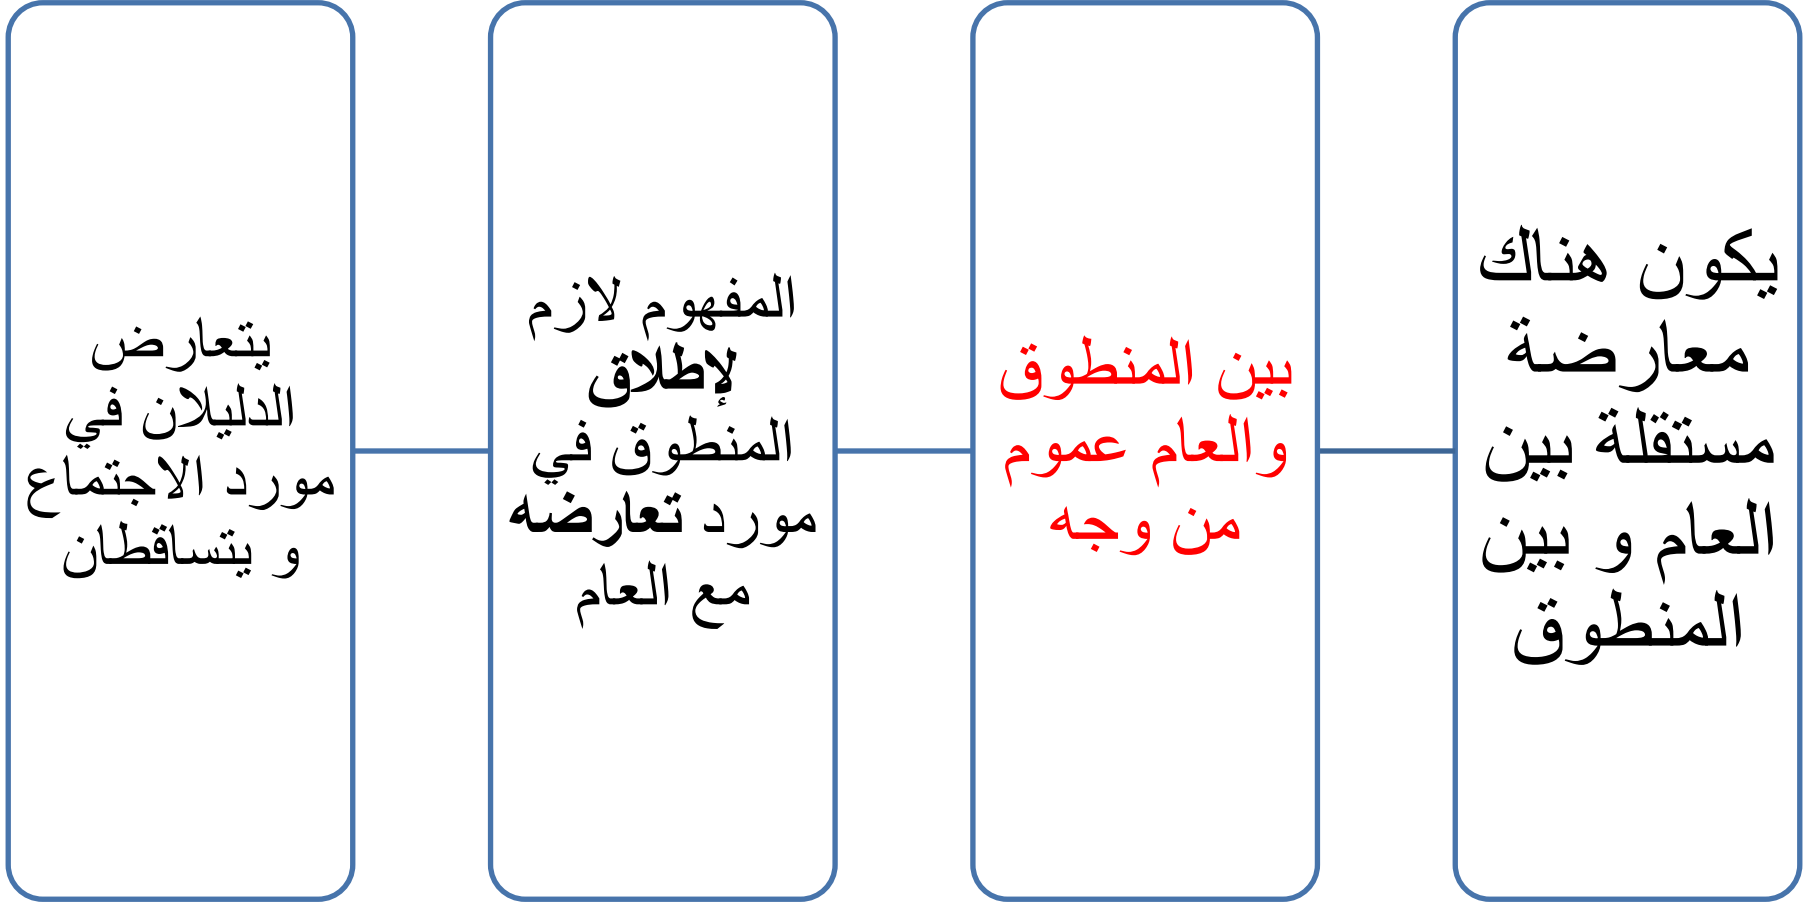 يكون هناك
معارضة
مستقلة بين
العام و بين
المنطوق
بين المنطوق
والعام عموم
من وجه
المفهوم لازم
لإطلاق
المنطوق في
مورد تعارضه
مع العام
يتعارض
الدليلان في
مورد الاجتماع
و يتساقطان